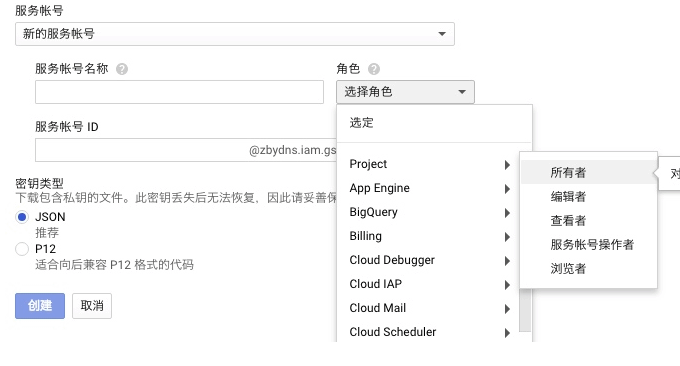 服务帐号
新的服务帐号
服务帐号名称
角色
选择角色
服务帐号 ID
@zbydns.iam.gs
密钥类型
下载包含私钥的文件。此密钥丢失后无法恢复，因此请妥善保
JSON
推荐
P12
适合向后兼容 P12 格式的代码
创建
取消
选定
Project
App Engine
BigQuery
Billing
Cloud Debugger
Cloud IAP
Cloud Mail
Cloud Scheduler
所有者
编辑者
查看者
服务帐号操作者
浏览者
对